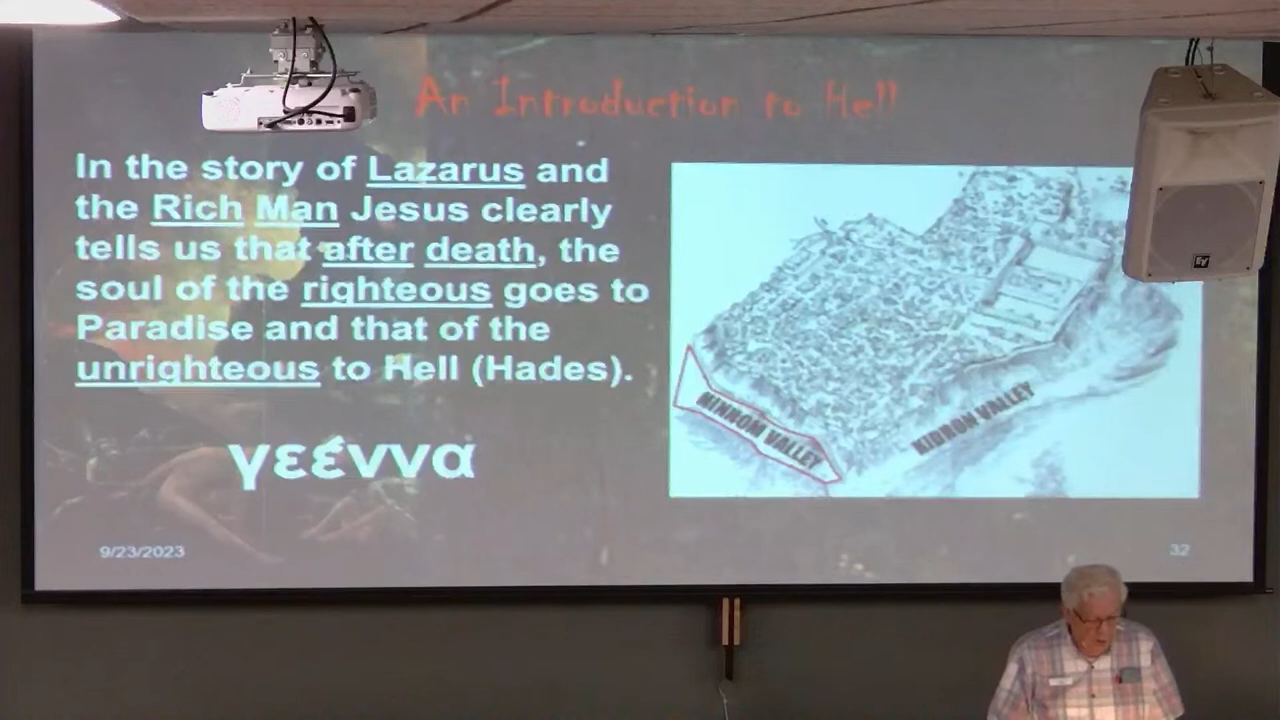 An Introduction to Hell
In the story of Lazarus and
the Rich Man Jesus clearly
tells us that after death, the
soul of the righteous goes to
Paradise and that of the
unrighteous to Hell (Hades).
γεέννα
HINNOM VALLEY
KIDRON VALLEY
9/23/2023
32
EV